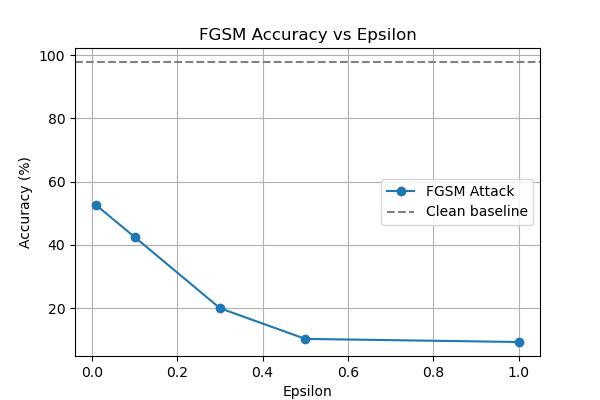 FGSM Accuracy vs Epsilon
100
80
60
40
20
Accuracy (%)
FGSM Attack
Clean baseline
0.0 0.2 0.4 0.6 0.8 1.0
Epsilon